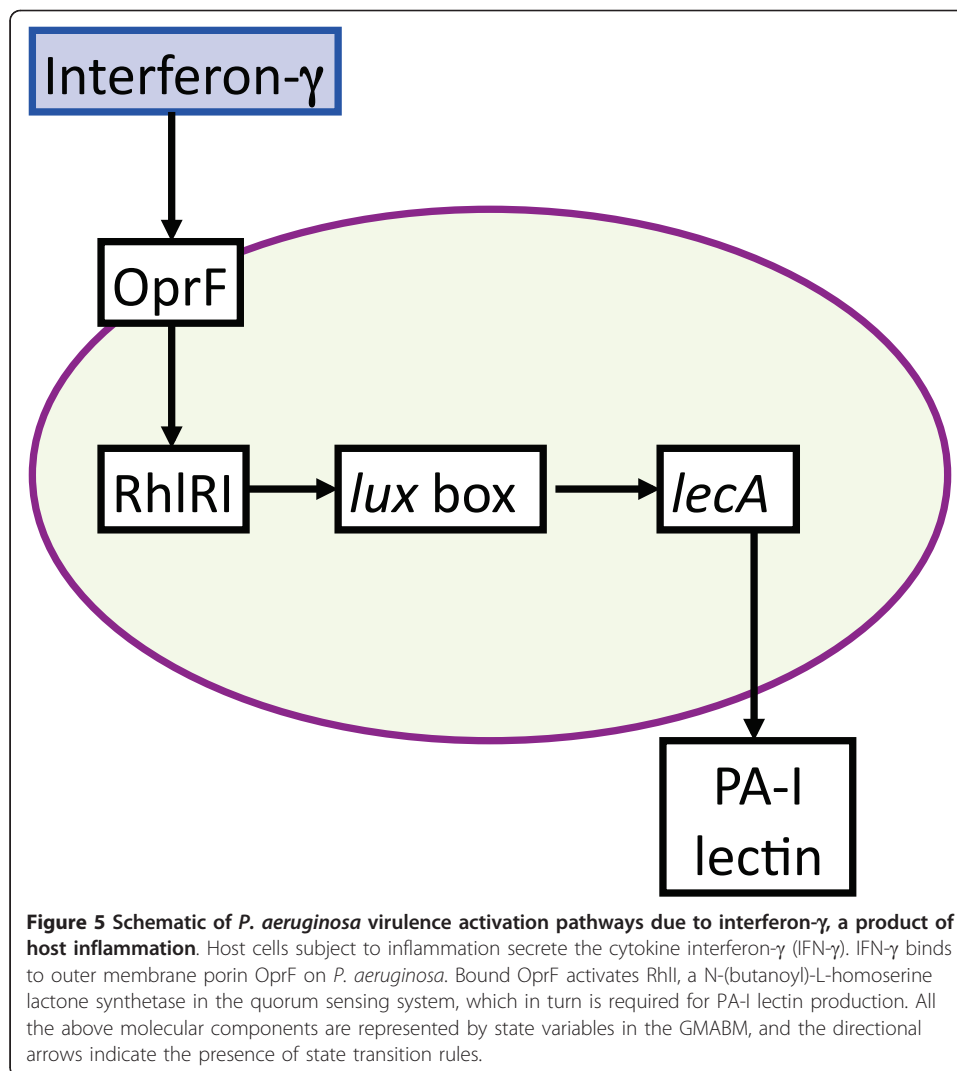 Interferon-γ
OprF
RhlRI
lux box
lecA
PA-I
lectin
Figure 5 Schematic of P. aeruginosa virulence activation pathways due to interferon-γ, a product of
host inflammation. Host cells subject to inflammation secrete the cytokine interferon-γ (IFN-γ). IFN-γ binds
to outer membrane porin OprF on P. aeruginosa. Bound OprF activates RhlI, a N-(butanoyl)-L-homoserine
lactone synthetase in the quorum sensing system, which in turn is required for PA-I lectin production. All
the above molecular components are represented by state variables in the GMABM, and the directional
arrows indicate the presence of state transition rules.